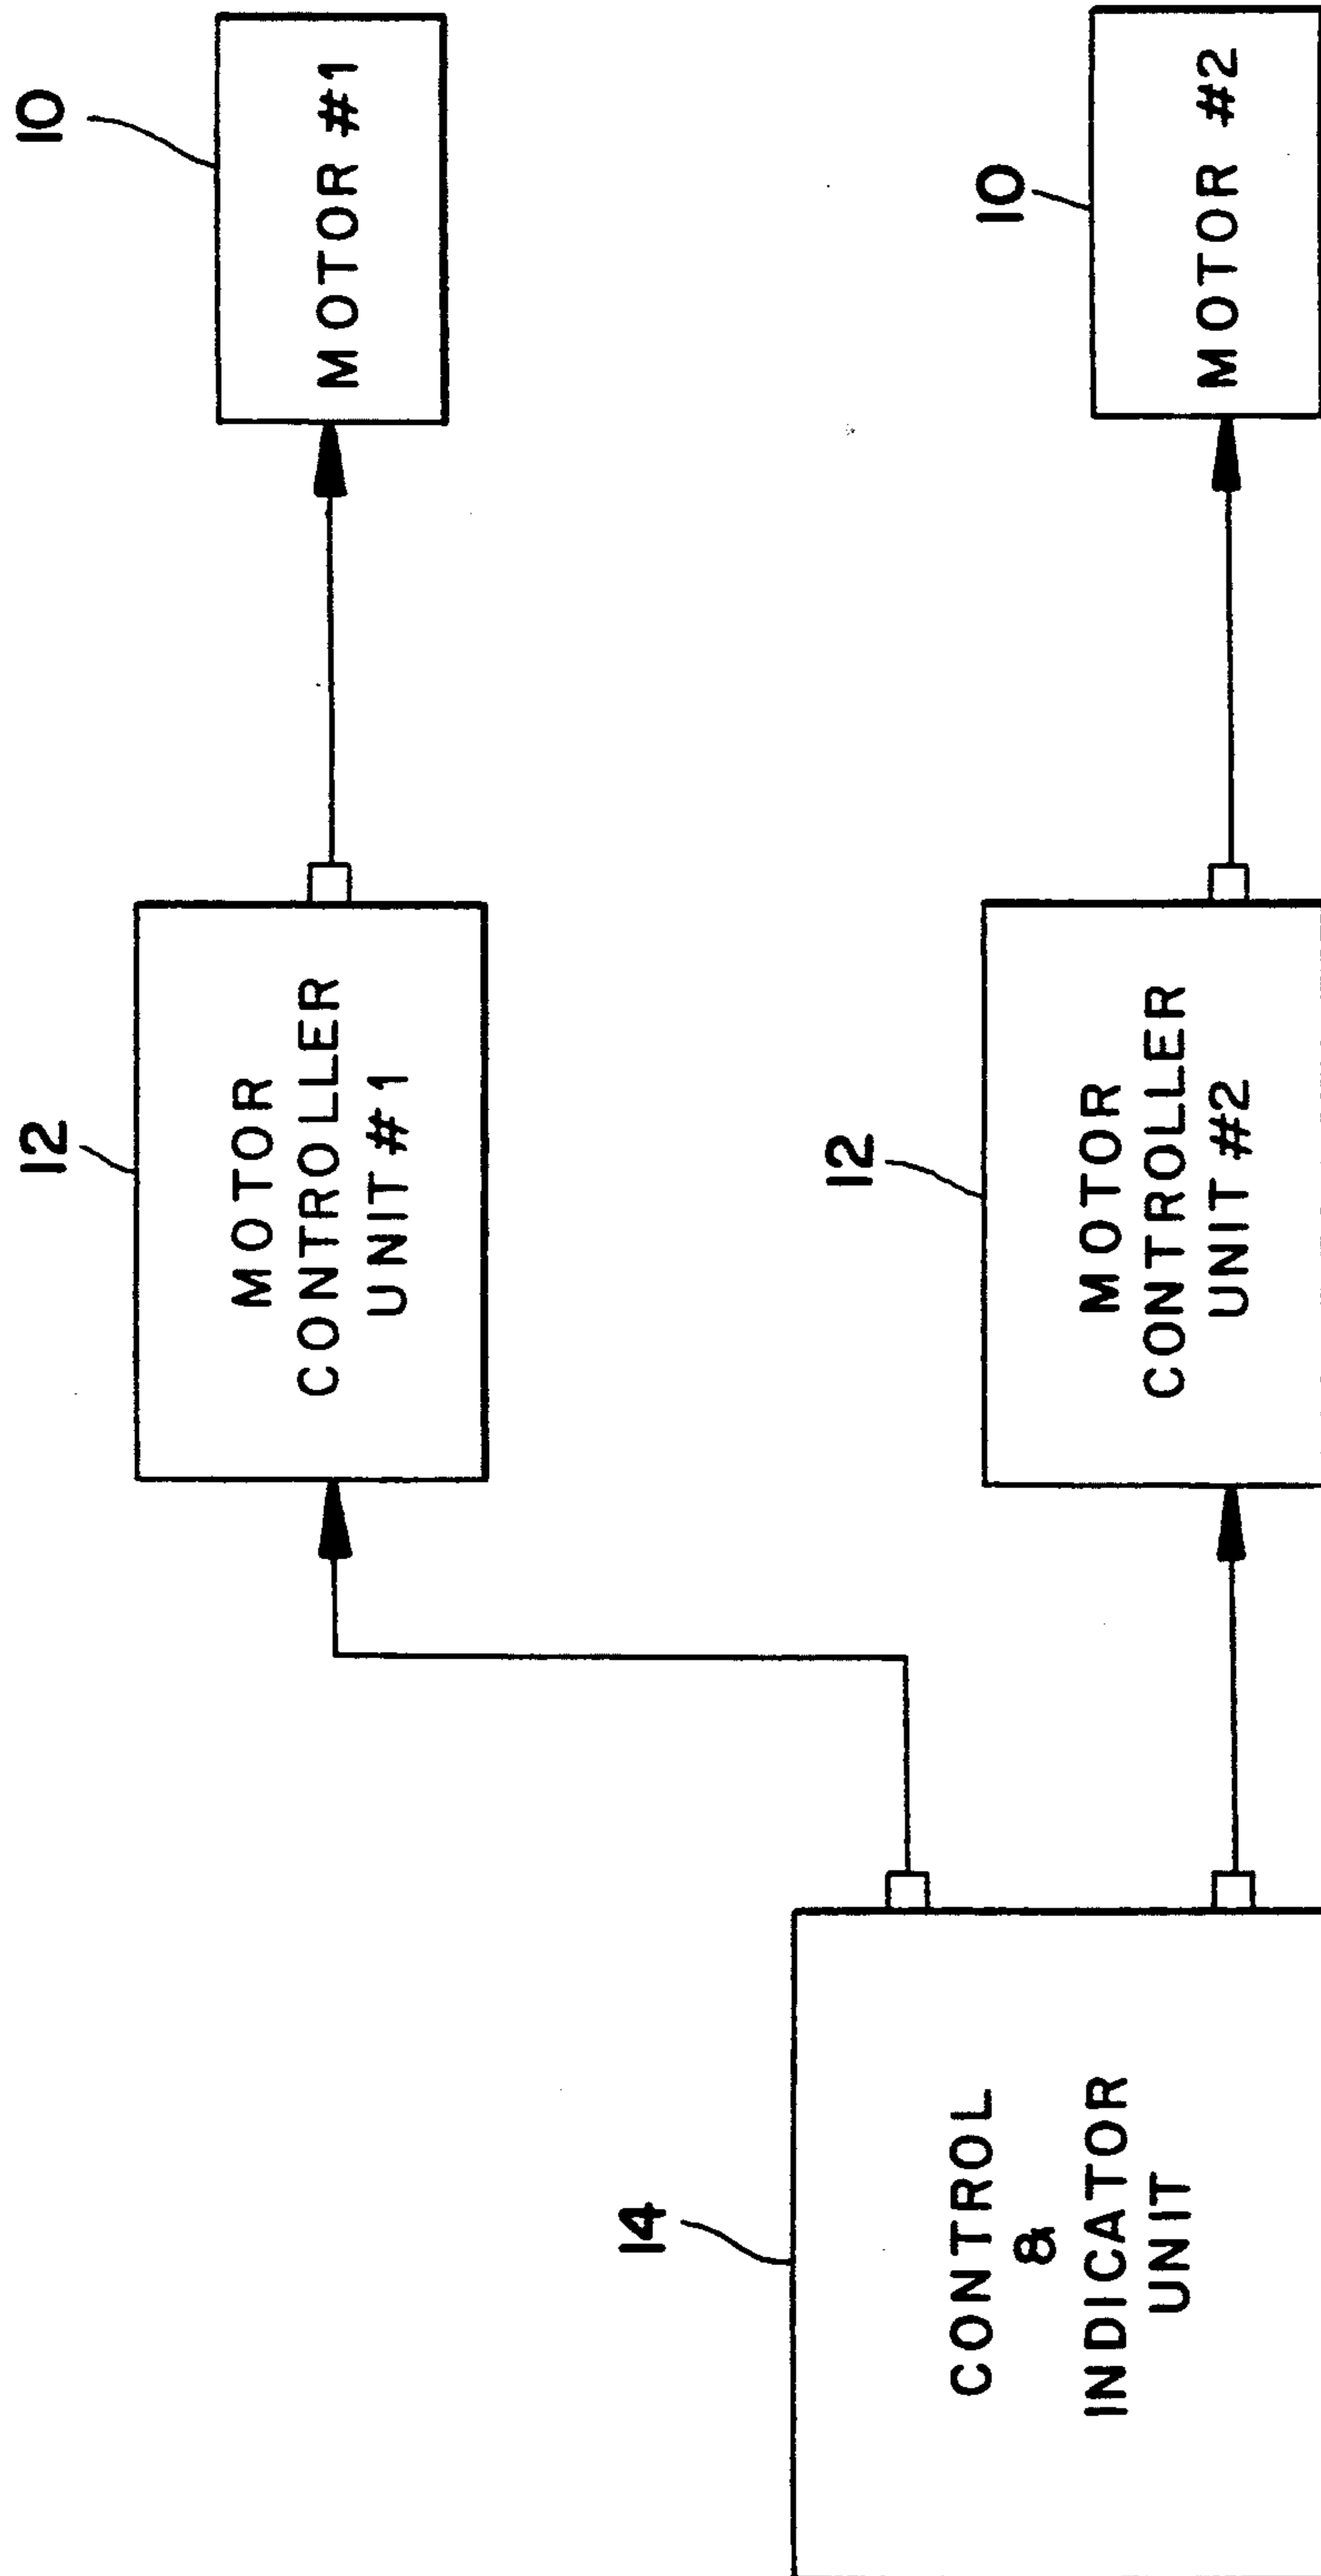 10
MOTOR #1
12
MOTOR
CONTROLLER
UNIT #1
10
MOTOR #2
12
MOTOR
CONTROLLER
UNIT #2
14
CONTROL
&
INDICATOR
UNIT